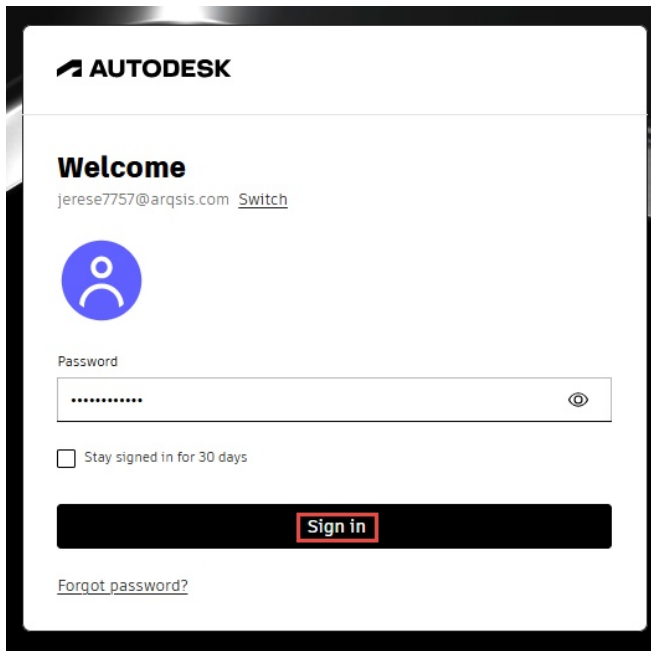 AUTODESK
Welcome
jerese7757@arqsis.com Switch
Password
••••••••••••
Stay signed in for 30 days
Sign in
Forgot password?